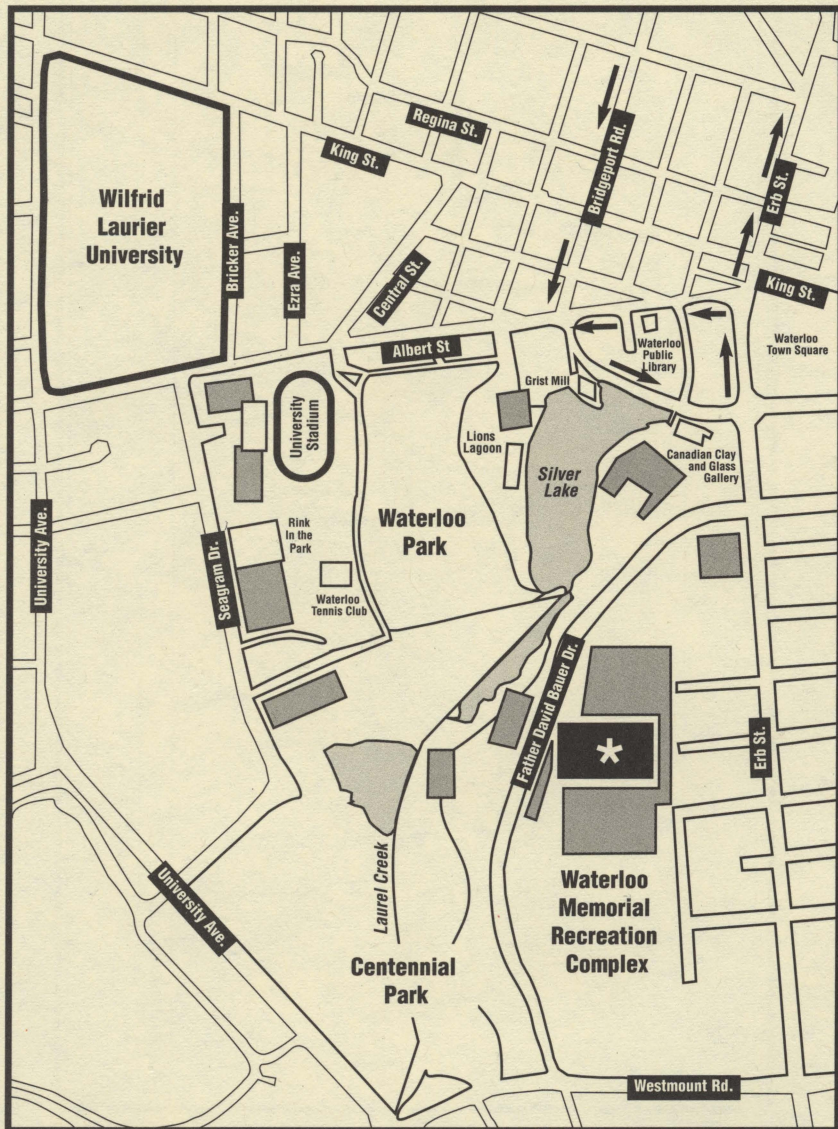 Regina St.
King St.
Bridgeport Rd.
Erb St.
Wilfrid
Laurier
University
Bricker Ave.
Ezra Ave.
Central St.
King St.
Albert St
Waterloo
Public
Library
Waterloo
Town Square
Grist Mill
University
Stadium
Lions
Lagoon
Silver
Lake
Canadian Clay
and Glass
Gallery
University Ave.
Seagram Dr.
Rink
In the
Park
Waterloo
Park
Waterloo
Tennis Club
Father David Bauer Dr.
Erb St.
*
Laurel Creek
University Ave.
Waterloo
Memorial
Recreation
Complex
Centennial
Park
Westmount Rd.